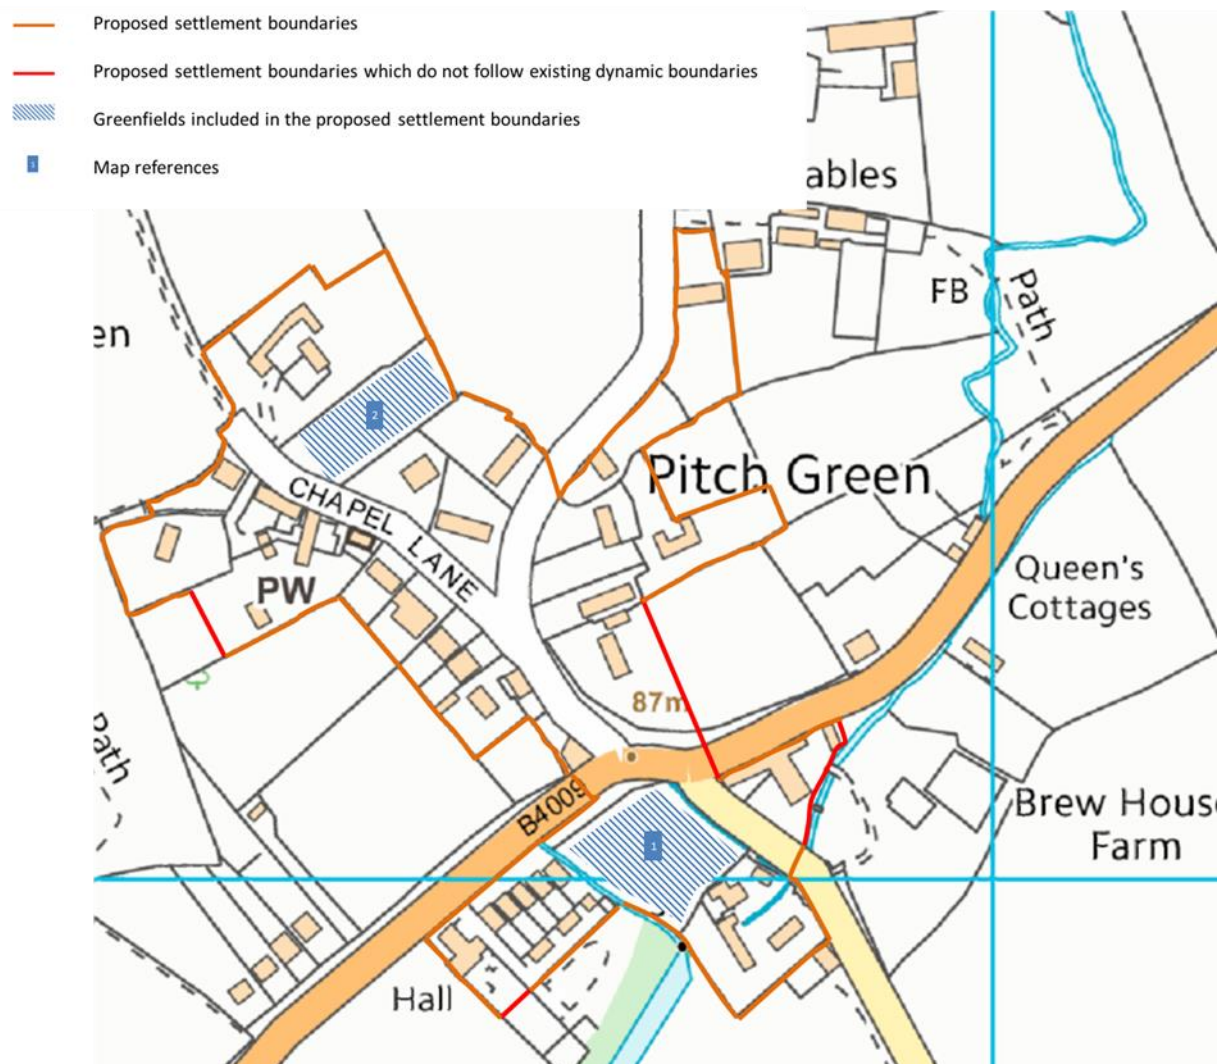 Proposed settlement boundaries
Proposed settlement boundaries which do not follow existing dynamic boundaries
Greenfields included in the proposed settlement boundaries
1
Map references
ables
FB
Path
en
2
Pitch Green
CHAPEL LANE
PW
Queen's
Cottages
87m
Path
B4009
1
Brew House
Farm
Hall